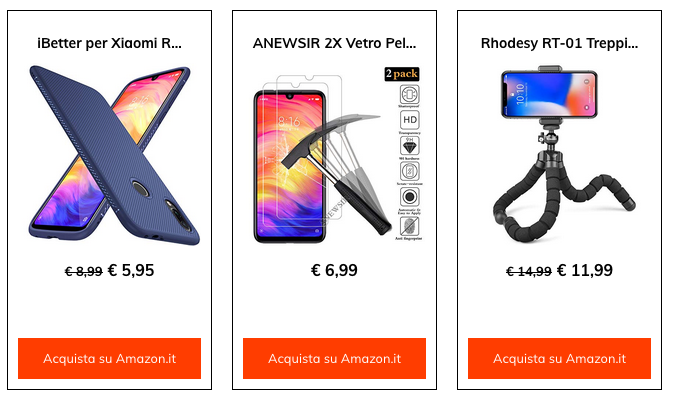 iBetter per Xiaomi R...
€ 8,99 € 5,95
Acquista su Amazon.it
ANEWSIR 2X Vetro Pel...
2 pack
HD
€ 6,99
Acquista su Amazon.it
Rhodesy RT-01 Treppi...
€ 14,99 € 11,99
Acquista su Amazon.it